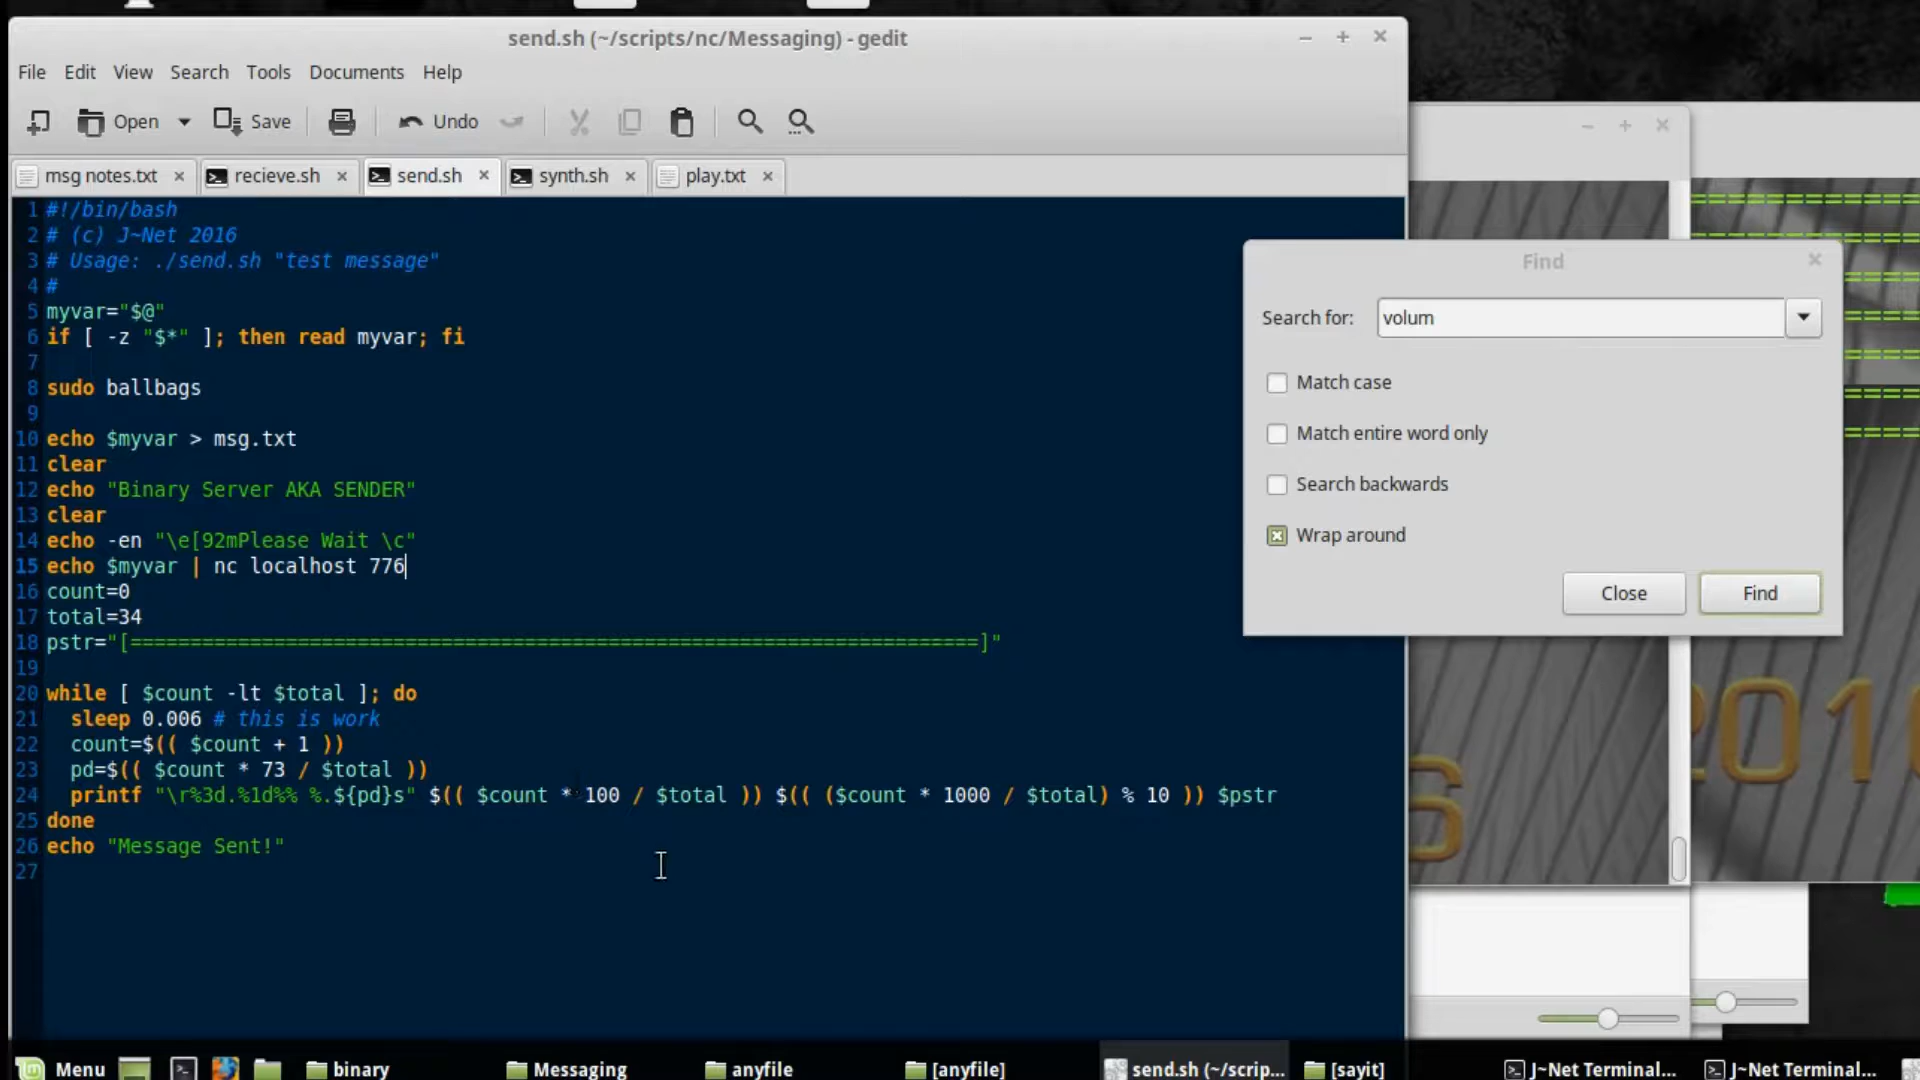 send.sh (~/scripts/nc/Messaging) - gedit
File Edit View Search Tools Documents Help
Open Save Undo
msg notes.txt recieve.sh send.sh synth.sh play.txt
1 #!/bin/bash
2 # (c) J~Net 2016
3 # Usage: ./send.sh "test message"
4 #
5 myvar="$@"
6 if [ -z "$*" ]; then read myvar; fi
7
8 sudo ballbags
9
10 echo $myvar > msg.txt
11 clear
12 echo "Binary Server AKA SENDER"
13 clear
14 echo -en "\e[92mPlease Wait \c"
15 echo $myvar | nc localhost 776
16 count=0
17 total=34
18 pstr="[=======================================================================]"
19
20 while [ $count -lt $total ]; do
21   sleep 0.006 # this is work
22   count=$(( $count + 1 ))
23   pd=$(( $count * 73 / $total ))
24   printf "\r%3d.%1d%% %.${pd}s" $(( $count * 100 / $total )) $(( ($count * 1000 / $total) % 10 )) $pstr
25 done
26 echo "Message Sent!"
27
Find
Search for: volum
Match case
Match entire word only
Search backwards
Wrap around
Close Find
6 2016
Menu binary Messaging anyfile [anyfile] send.sh (~/scrip... [sayit] J~Net Terminal... J~Net Terminal...